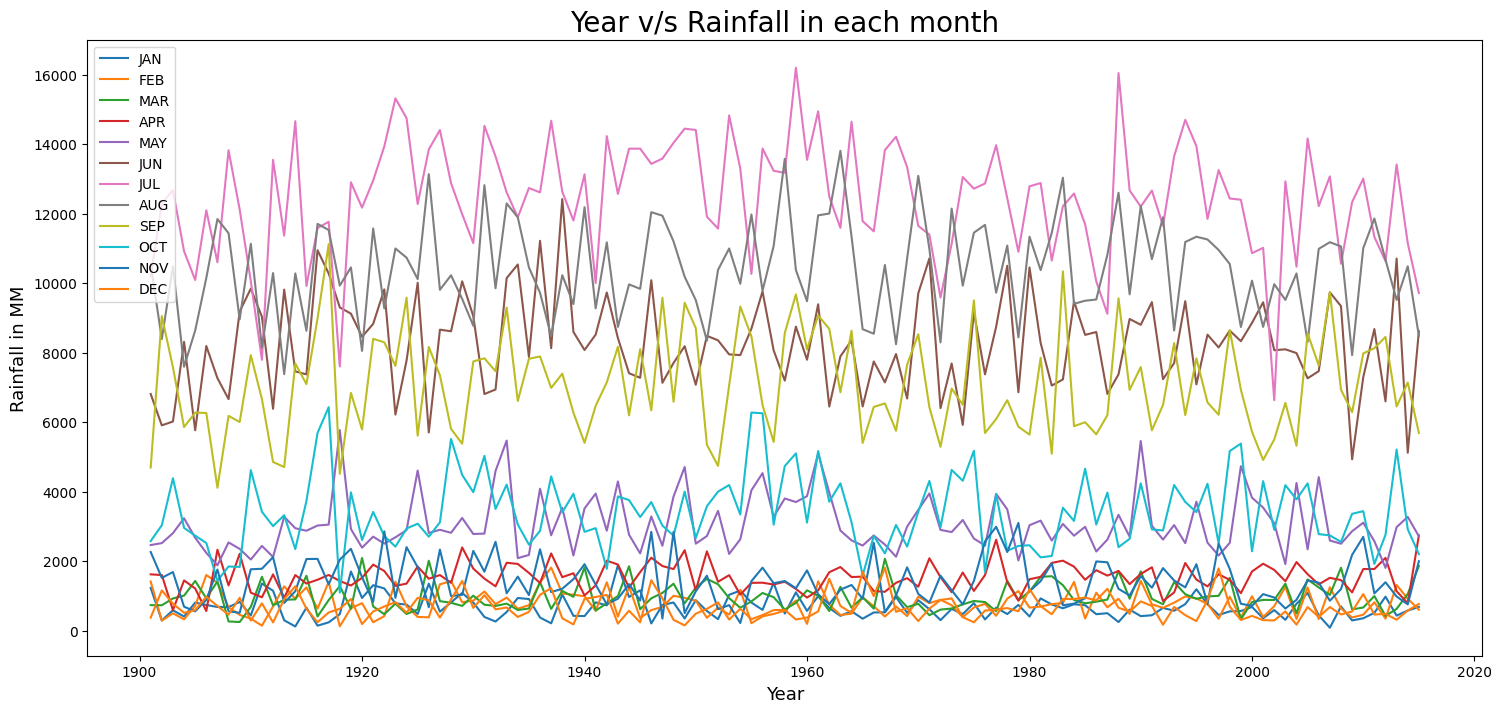 Year v/s Rainfall in each month
JAN
FEB
MAR
APR
MAY
JUN
JUL
AUG
SEP
OCT
NOV
DEC
16000
14000
12000
10000
8000
6000
4000
2000
0
Rainfall in MM
1900
1920
1940
1960
1980
2000
2020
Year